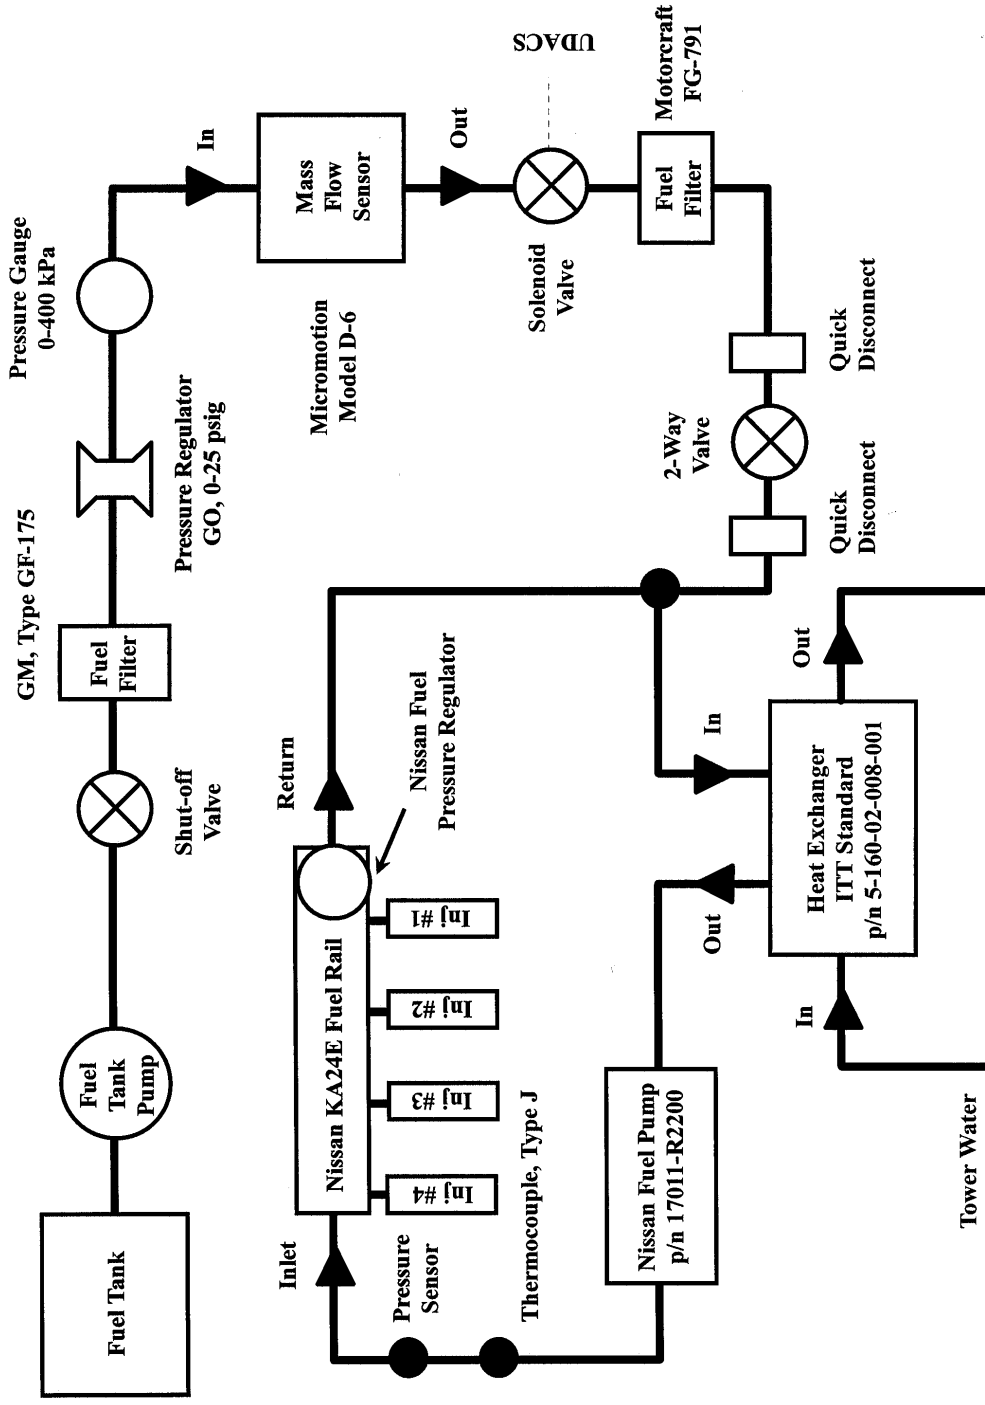 Fuel Tank
Fuel
Tank
Pump
Shut-off
Valve
GM, Type GF-175
Fuel
Filter
Pressure Regulator
GO, 0-25 psig
Pressure Gauge
0-400 kPa
In
Mass
Flow
Sensor
Micromotion
Model D-6
Out
UDACS
Solenoid
Valve
Motorcraft
FG-791
Fuel
Filter
Quick
Disconnect
2-Way
Valve
Quick
Disconnect
Return
Nissan Fuel
Pressure Regulator
Nissan KA24E Fuel Rail
Inj #4
Inj #3
Inj #2
Inj #1
Inlet
Pressure
Sensor
Thermocouple, Type J
Nissan Fuel Pump
p/n 17011-R2200
Out
In
Heat Exchanger
ITT Standard
p/n 5-160-02-008-001
In
Out
Tower Water